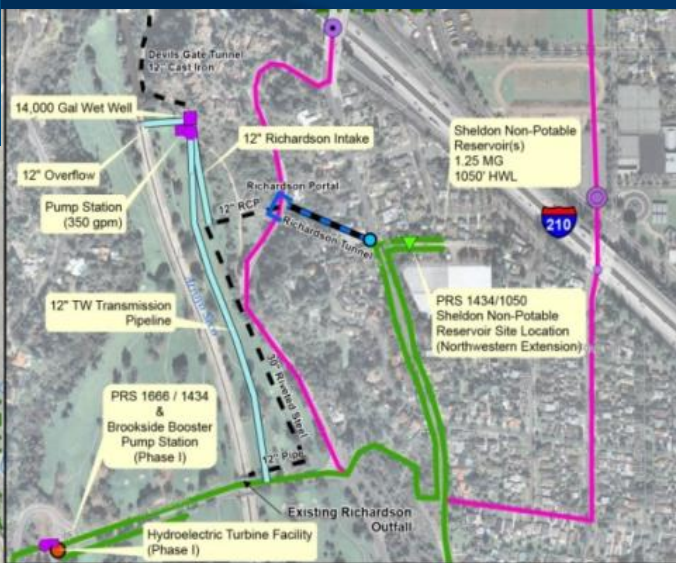 Devils Gate Tunnel
12" Cast Iron
14,000 Gal Wet Well
12" Richardson Intake
Sheldon Non-Potable
Reservoir(s)
1.25 MG
1050' HWL
12" Overflow
Pump Station
(350 gpm)
Richardson Portal
12" RCP
Richardson Tunnel
210
12" TW Transmission
Pipeline
PRS 1434/1050
Sheldon Non-Potable
Reservoir Site Location
(Northwestern Extension)
30" Riveted Steel
PRS 1666 / 1434
&
Brookside Booster
Pump Station
(Phase I)
12" Pipe
Existing Richardson
Outfall
Hydroelectric Turbine Facility
(Phase I)